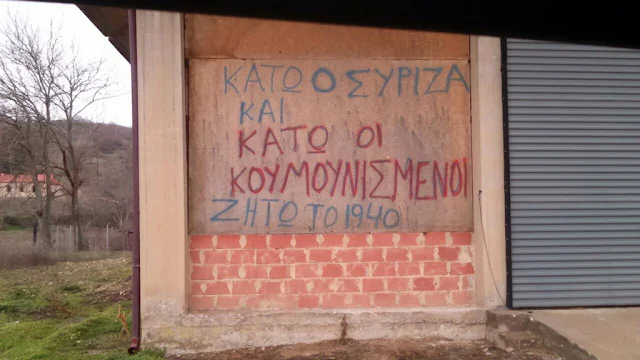 ΚΑΤΩ Ο ΣΥΡΙΖΑ
ΚΑΙ
ΚΑΤΩ ΟΙ
ΚΟΥΜΟΥΝΙΣΜΕΝΟΙ
ΖΗΤΩ ΤΟ 1940